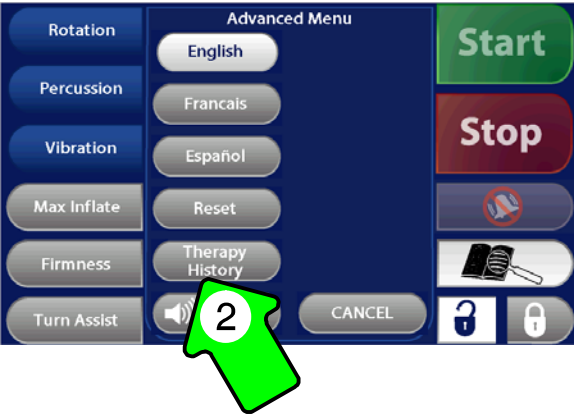 Rotation
Percussion
Vibration
Max Inflate
Firmness
Turn Assist
Advanced Menu
English
Francais
Español
Reset
Therapy
History
2
CANCEL
Start
Stop